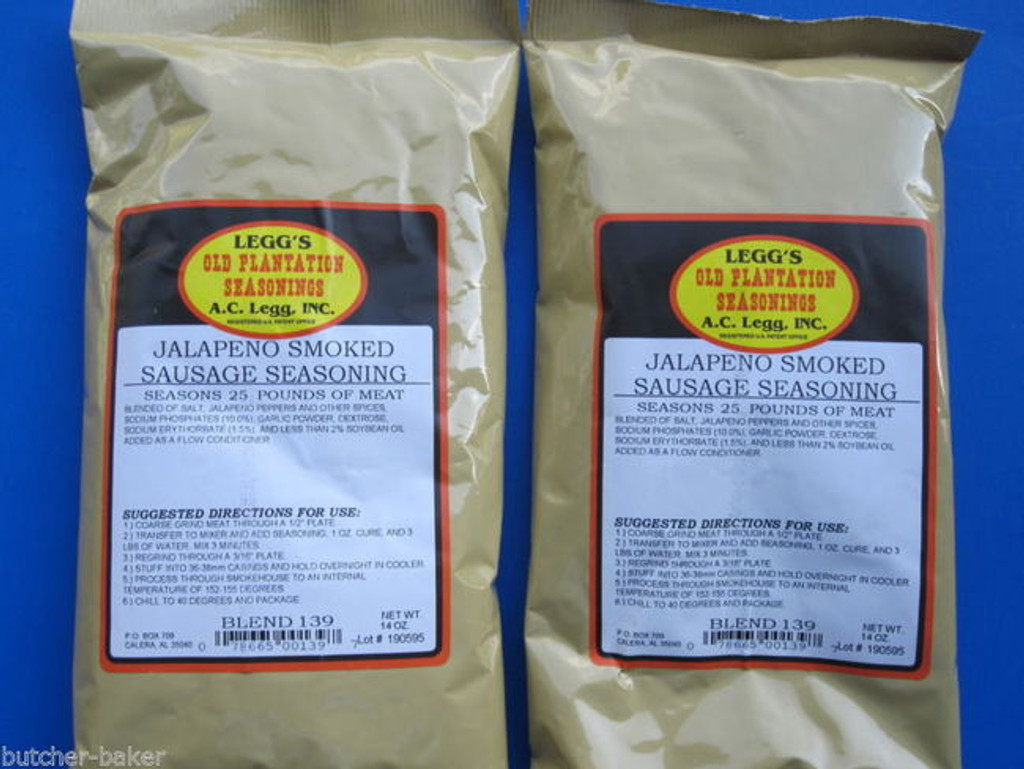 LEGG'S
OLD PLANTATION
SEASONINGS
A.C. Legg, INC.
REGISTERED U.S. PATENT OFFICE
JALAPENO SMOKED
SAUSAGE SEASONING
SEASONS 25 POUNDS OF MEAT
BLENDED OF SALT, JALAPENO PEPPERS AND OTHER SPICES,
SODIUM PHOSPHATES (10.0%), GARLIC POWDER, DEXTROSE,
SODIUM ERYTHORBATE (1.5%), AND LESS THAN 2% SOYBEAN OIL
ADDED AS A FLOW CONDITIONER
SUGGESTED DIRECTIONS FOR USE:
1) COARSE GRIND MEAT THROUGH A 1/2" PLATE.
2) TRANSFER TO MIXER AND ADD SEASONING, 1 OZ. CURE, AND 3
LBS OF WATER. MIX 3 MINUTES.
3) REGRIND THROUGH A 3/16" PLATE.
4) STUFF INTO 36-38mm CASINGS AND HOLD OVERNIGHT IN COOLER.
5) PROCESS THROUGH SMOKEHOUSE TO AN INTERNAL
TEMPERATURE OF 152-155 DEGREES.
6) CHILL TO 40 DEGREES AND PACKAGE.
BLEND 139
NET WT.
14 OZ.
P.O. BOX 709
CALERA, AL 35040
0 78665 00139 7
Lot # 190595
LEGG'S
OLD PLANTATION
SEASONINGS
A.C. Legg, INC.
REGISTERED U.S. PATENT OFFICE
JALAPENO SMOKED
SAUSAGE SEASONING
SEASONS 25 POUNDS OF MEAT
BLENDED OF SALT, JALAPENO PEPPERS AND OTHER SPICES,
SODIUM PHOSPHATES (10.0%), GARLIC POWDER, DEXTROSE,
SODIUM ERYTHORBATE (1.5%), AND LESS THAN 2% SOYBEAN OIL
ADDED AS A FLOW CONDITIONER
SUGGESTED DIRECTIONS FOR USE:
1) COARSE GRIND MEAT THROUGH A 1/2" PLATE.
2) TRANSFER TO MIXER AND ADD SEASONING, 1 OZ. CURE, AND 3
LBS OF WATER. MIX 3 MINUTES.
3) REGRIND THROUGH A 3/16" PLATE.
4) STUFF INTO 36-38mm CASINGS AND HOLD OVERNIGHT IN COOLER
5) PROCESS THROUGH SMOKEHOUSE TO AN INTERNAL
TEMPERATURE OF 152-155 DEGREES.
6) CHILL TO 40 DEGREES AND PACKAGE.
BLEND 139
NET WT.
14 OZ.
P.O. BOX 709
CALERA, AL 35040
0 78665 00139 7
Lot # 190595
butcher-baker